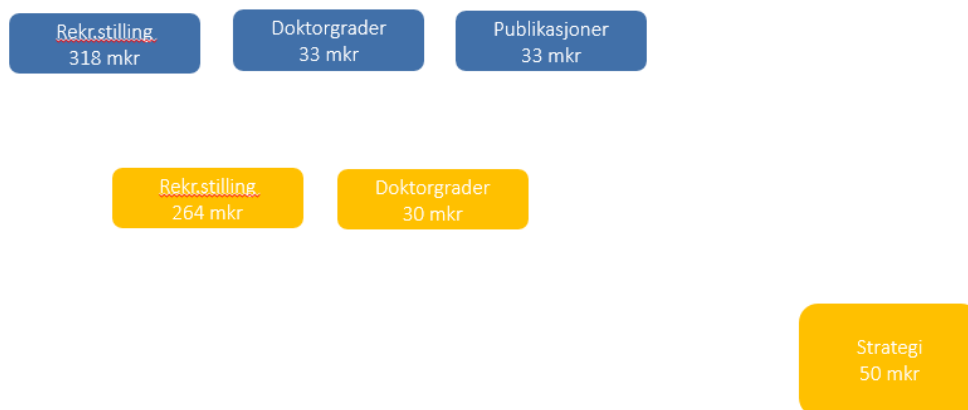 Rekr.stilling
318 mkr
Doktorgrader
33 mkr
Publikasjoner
33 mkr
Rekr.stilling
264 mkr
Doktorgrader
30 mkr
Strategi
50 mkr